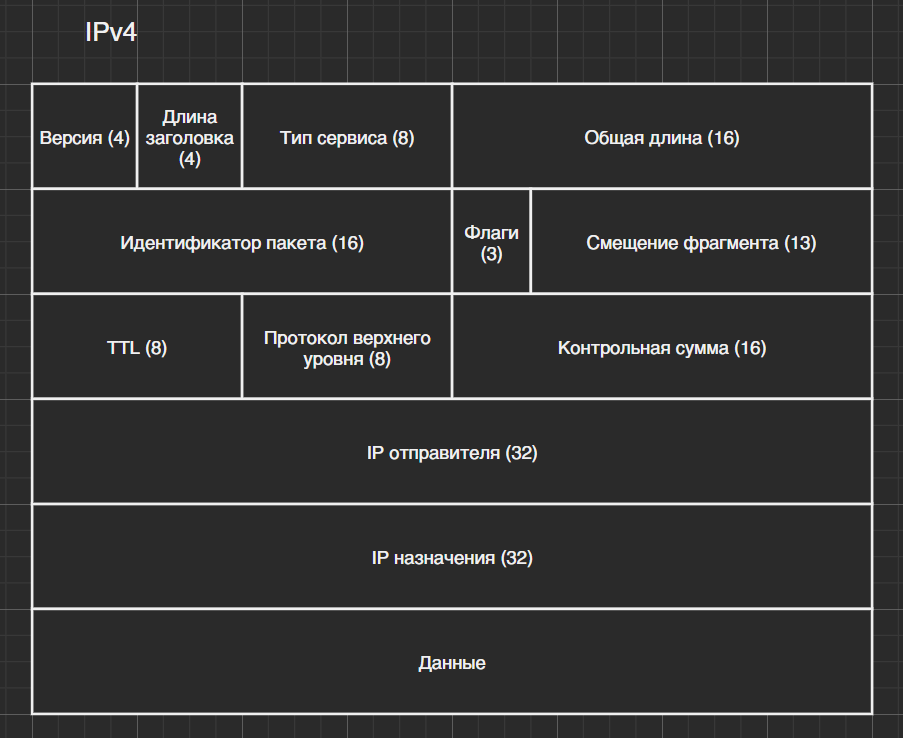 IPv4
Версия (4)
Длина
заголовка
(4)
Тип сервиса (8)
Общая длина (16)
Идентификатор пакета (16)
Флаги
(3)
Смещение фрагмента (13)
TTL (8)
Протокол верхнего
уровня (8)
Контрольная сумма (16)
IP отправителя (32)
IP назначения (32)
Данные